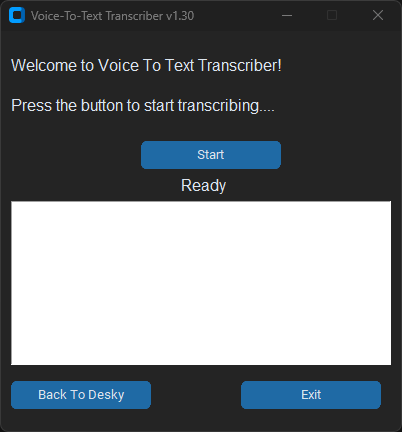 Voice-To-Text Transcriber v1.30
Welcome to Voice To Text Transcriber!
Press the button to start transcribing....
Start
Ready
Back To Desky
Exit